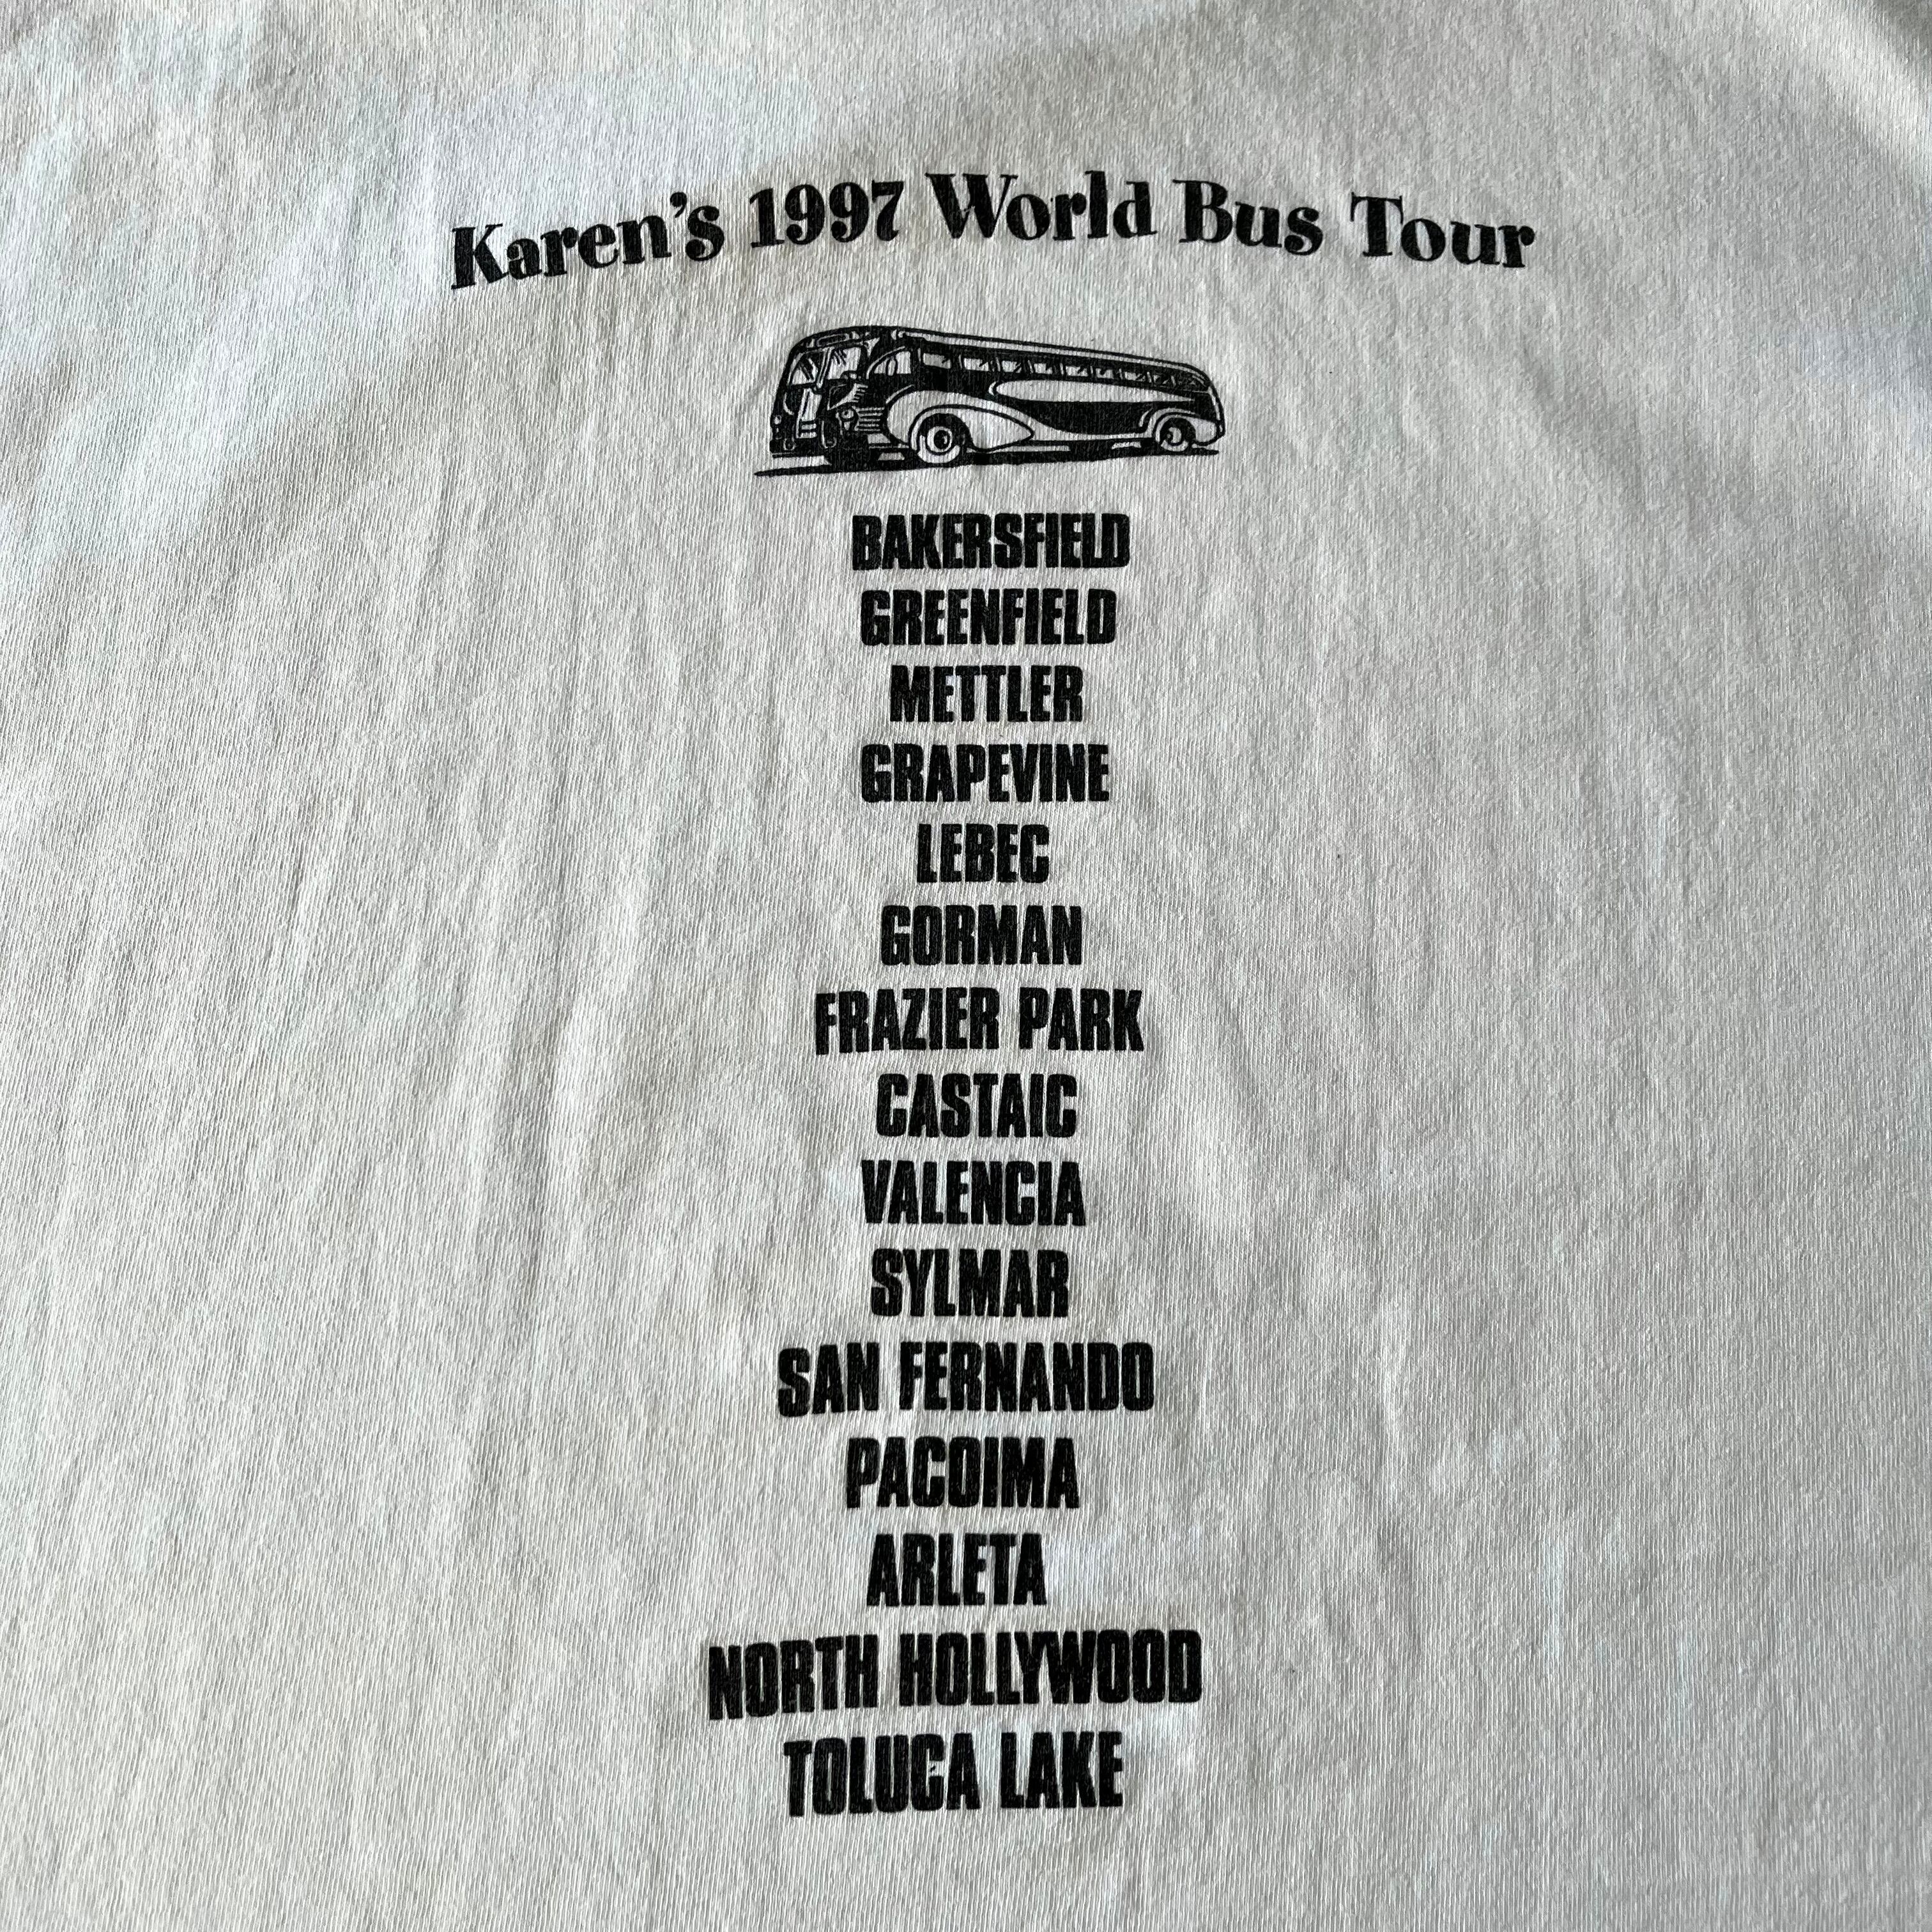 Karen's 1997 World Bus Tour
BAKERSFIELD
GREENFIELD
METTLER
GRAPEVINE
LEBEC
GORMAN
FRAZIER PARK
CASTAIC
VALENCIA
SYLMAR
SAN FERNANDO
PACOIMA
ARLETA
NORTH HOLLYWOOD
TOLUCA LAKE